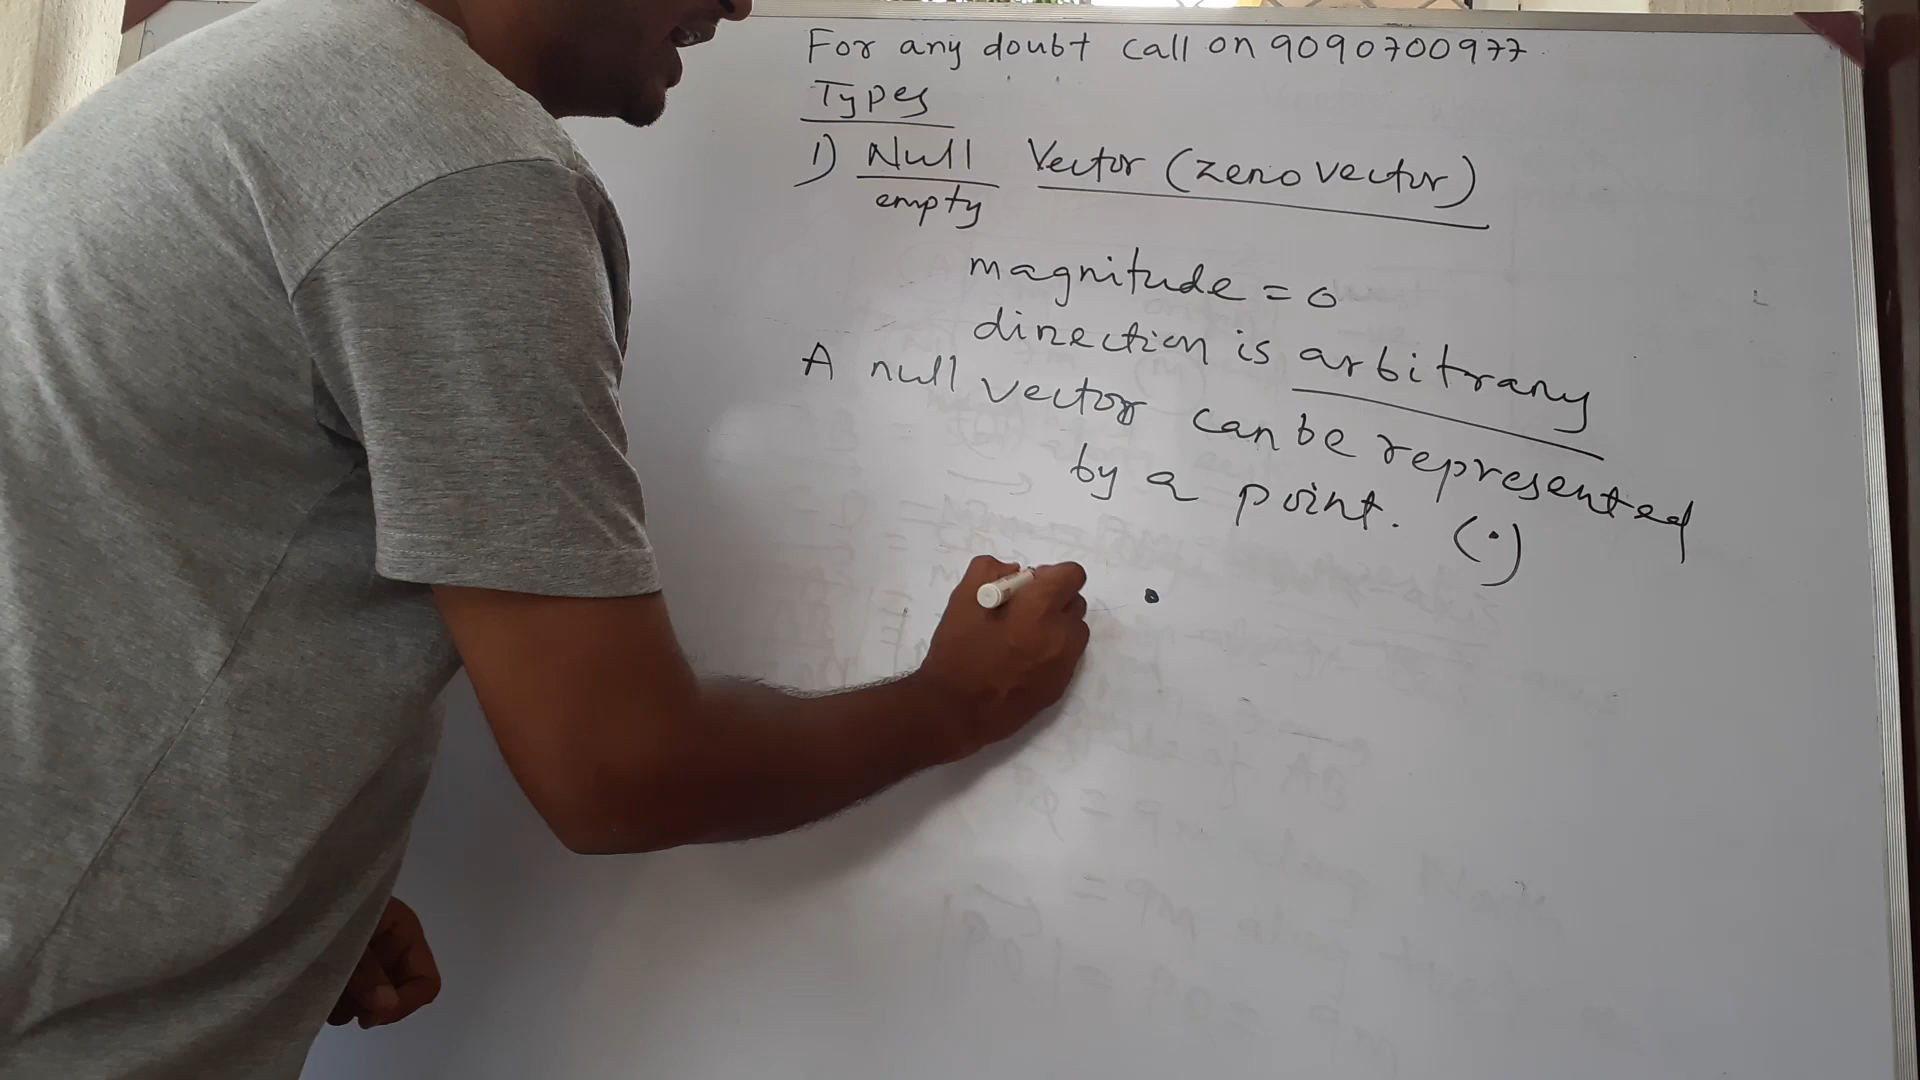 For any doubt call on 9090700977
Types
1) Null Vector (zero vector)
empty
magnitude = 0
direction is arbitrary
A null vector can be represented
by a point. (•)